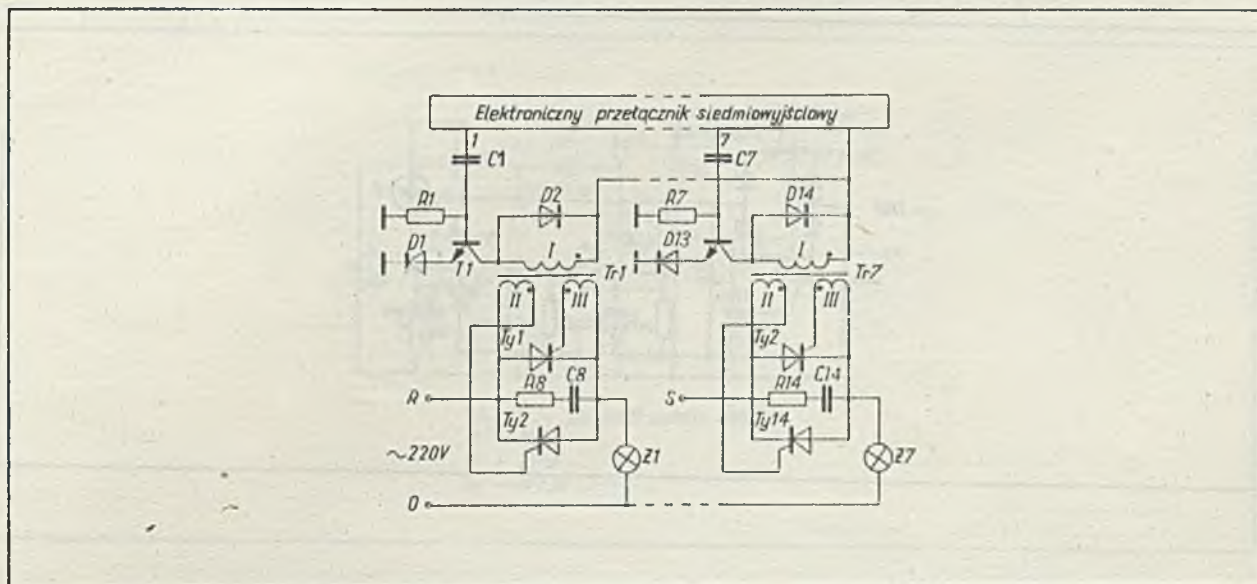 Elektroniczny przełącznik siedmiowyjściowy
1 7
C1 C7
R1 D2 R7 D14
D1 T1 I Tr1 D13 I Tr7
II III II III
Ty1 Ty2
R8 C8 R14 C14
R S
Ty2 Ty14
~220V Z1 Z7
0